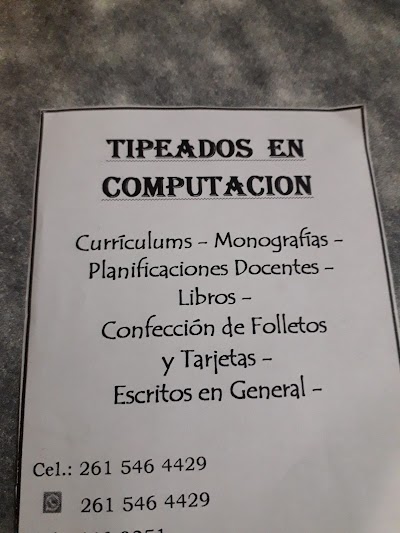 TIPEADOS EN
COMPUTACION
Currículums - Monografías -
Planificaciones Docentes -
Libros -
Confección de Folletos
y Tarjetas -
Escritos en General -
Cel.: 261 546 4429
261 546 4429